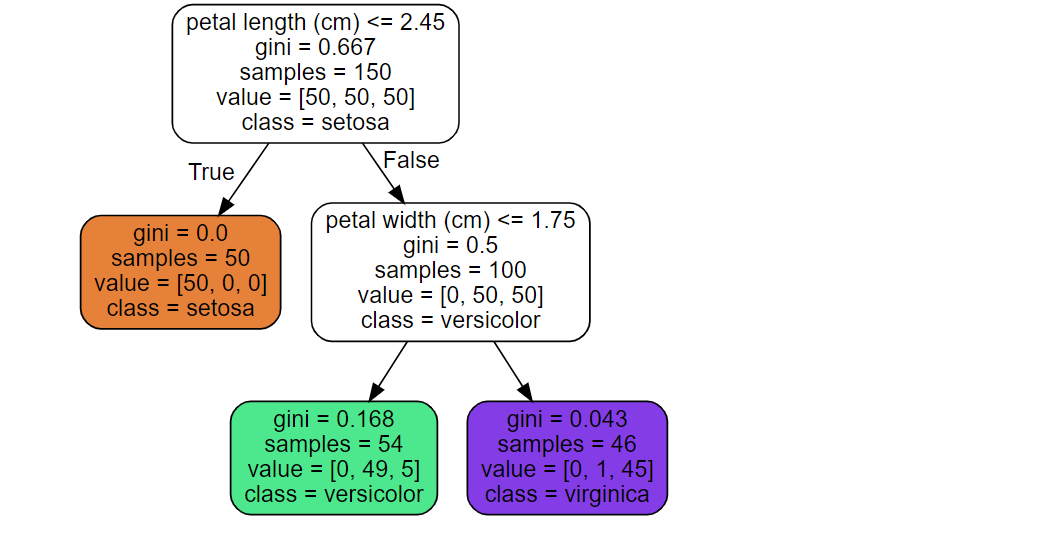 petal length (cm) <= 2.45
gini = 0.667
samples = 150
value = [50, 50, 50]
class = setosa
True
False
gini = 0.0
samples = 50
value = [50, 0, 0]
class = setosa
petal width (cm) <= 1.75
gini = 0.5
samples = 100
value = [0, 50, 50]
class = versicolor
gini = 0.168
samples = 54
value = [0, 49, 5]
class = versicolor
gini = 0.043
samples = 46
value = [0, 1, 45]
class = virginica